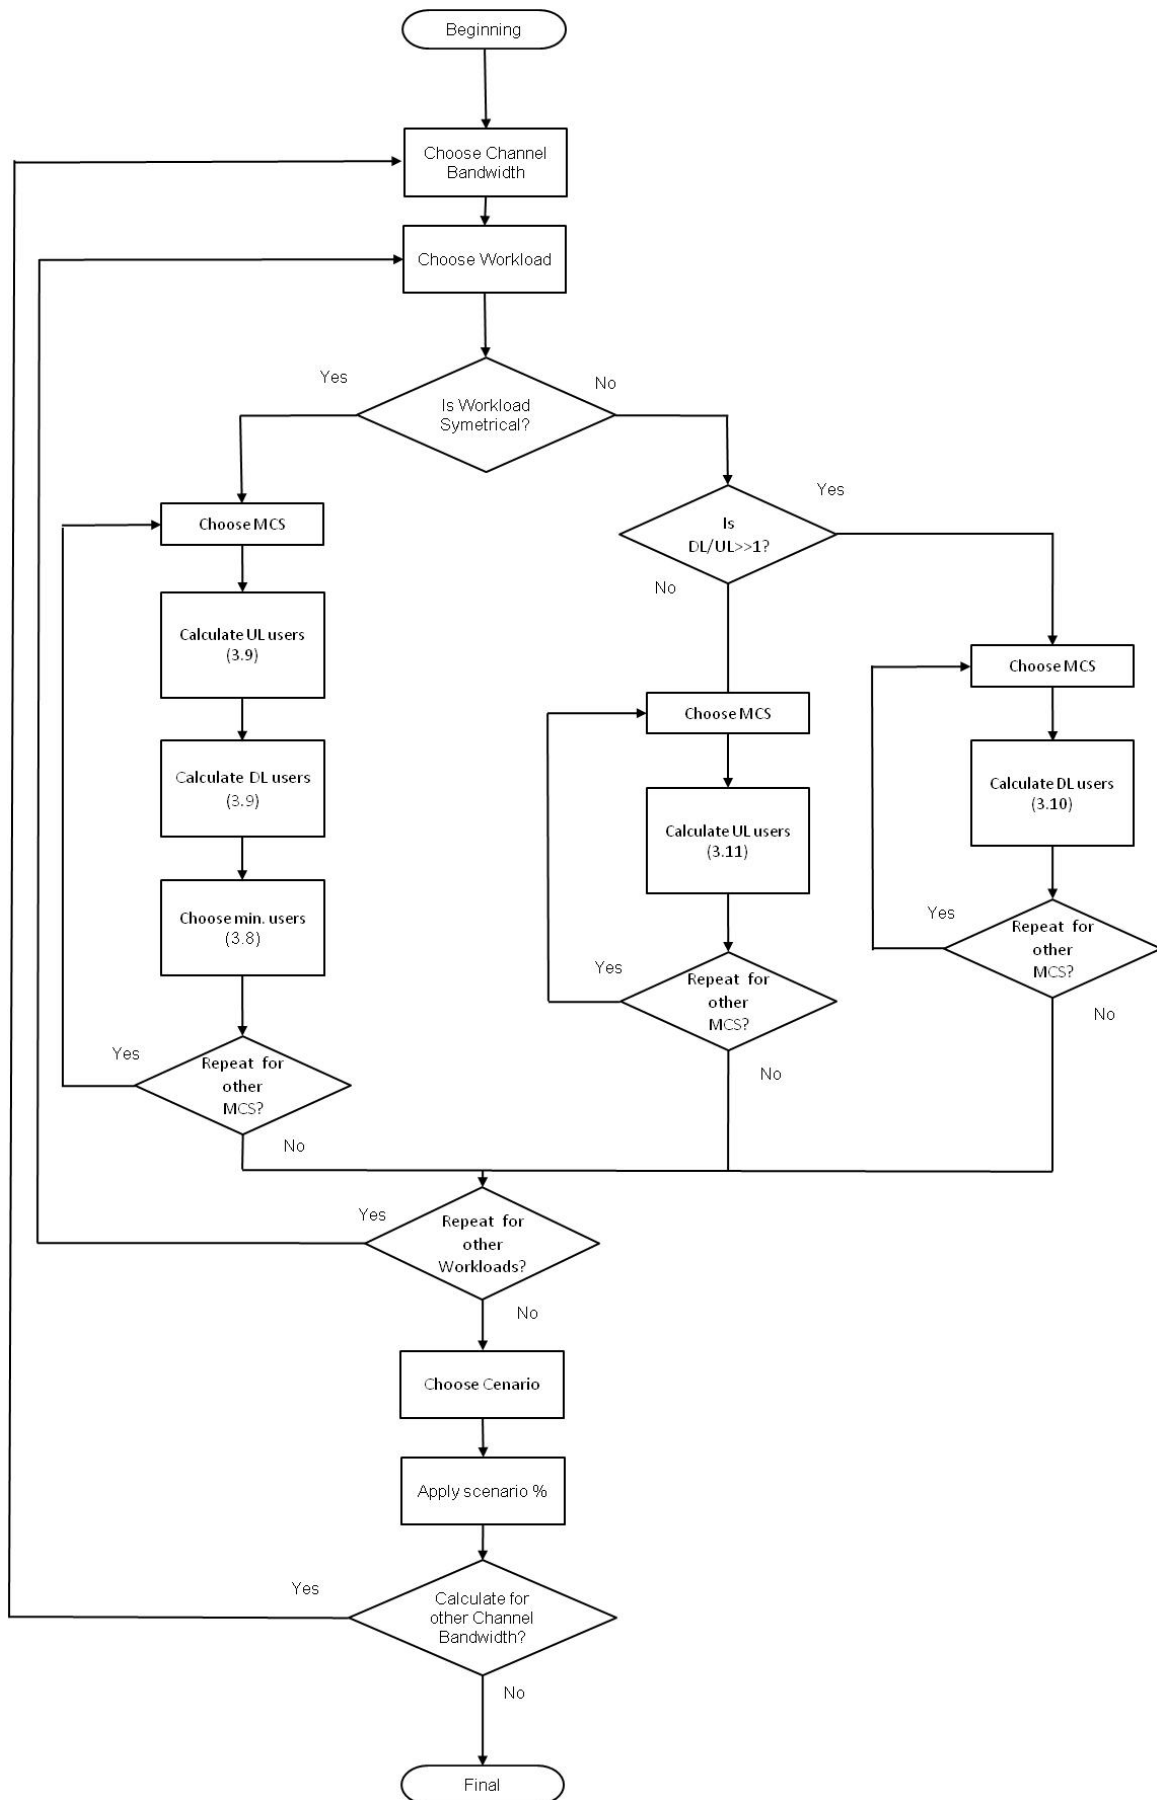 Beginning
Choose Channel
Bandwidth
Choose Workload
Yes
No
Is Workload
Symetrical?
Yes
Choose MCS
Is
DL/UL>>1?
No
Calculate UL users
(3.9)
Choose MCS
Choose MCS
Calculate DL users
(3.9)
Calculate DL users
(3.10)
Calculate UL users
(3.11)
Choose min. users
(3.8)
Yes
Repeat for
other
MCS?
Yes
Repeat for
other
MCS?
No
Yes
Repeat for
other
MCS?
No
No
Yes
Repeat for
other
Workloads?
No
Choose Cenario
Apply scenario %
Yes
Calculate for
other Channel
Bandwidth?
No
Final